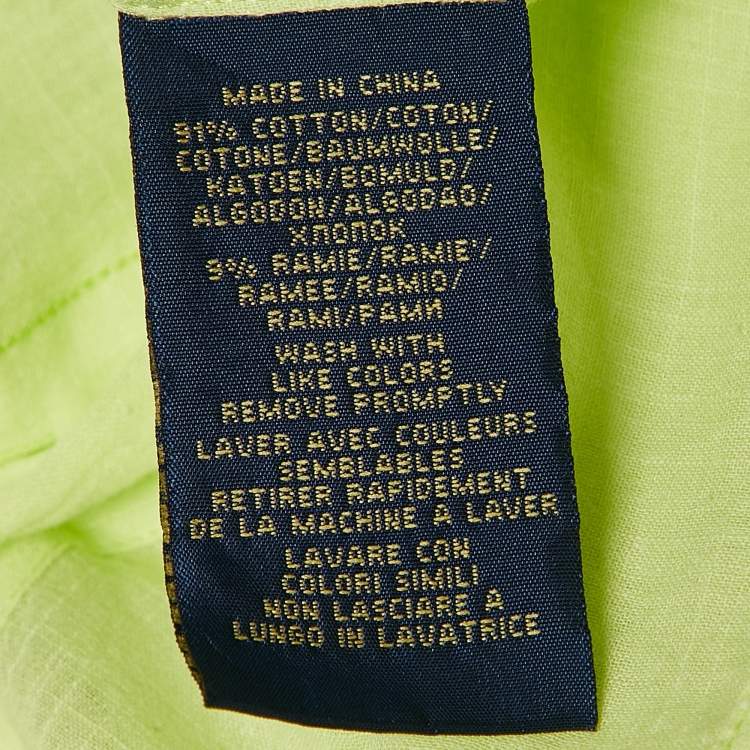 MADE IN CHINA
91% COTTON/COTON/
COTONE/BAUMWOLLE/
KATOEN/BOMULD/
ALGODON/ALGODAO/
ХЛОПОК
9% RAMIE/RAMIE'/
RAMEE/RAMIO/
RAMI/РАМИ
WASH WITH
LIKE COLORS
REMOVE PROMPTLY
LAVER AVEC COULEURS
SEMBLABLES
RETIRER RAPIDEMENT
DE LA MACHINE A LAVER
LAVARE CON
COLORI SIMILI
NON LASCIARE A
LUNGO IN LAVATRICE